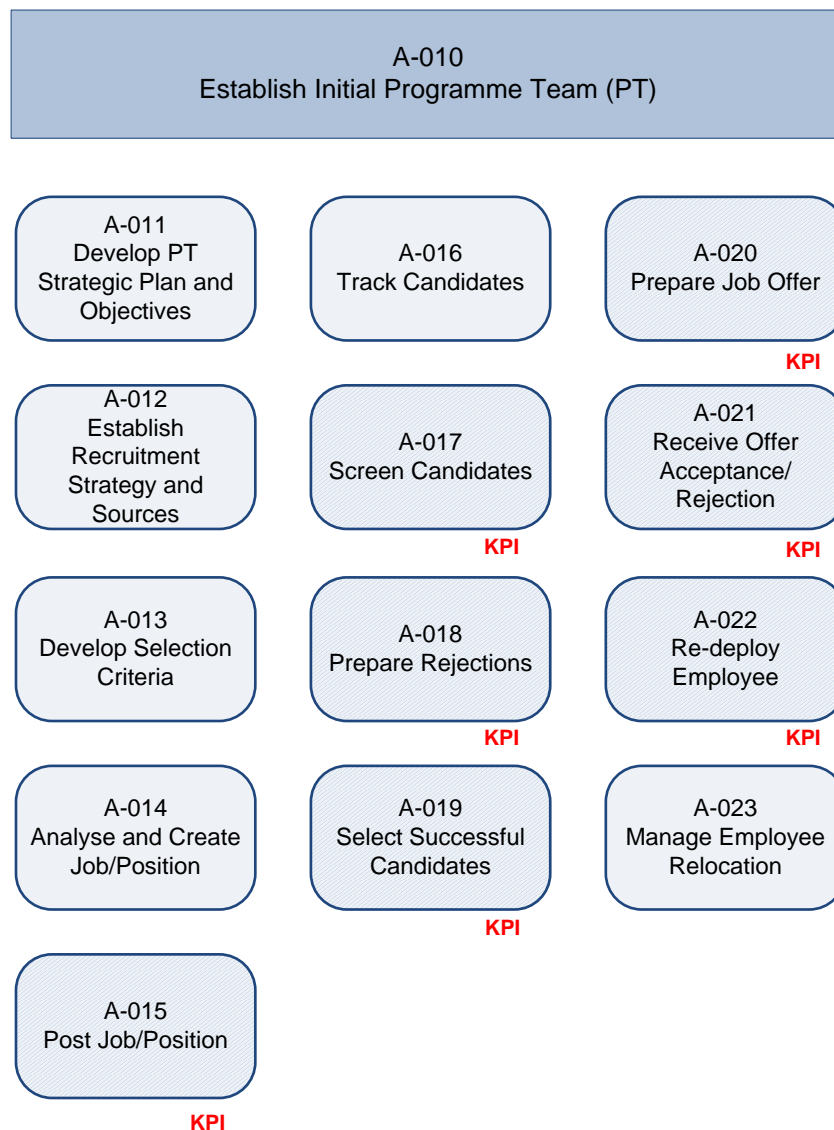 A-010
Establish Initial Programme Team (PT)
A-011
Develop PT
Strategic Plan and
Objectives
A-012
Establish
Recruitment
Strategy and
Sources
A-013
Develop Selection
Criteria
A-014
Analyse and Create
Job/Position
A-015
Post Job/Position
KPI
A-016
Track Candidates
A-017
Screen Candidates
KPI
A-018
Prepare Rejections
KPI
A-019
Select Successful
Candidates
KPI
A-020
Prepare Job Offer
KPI
A-021
Receive Offer
Acceptance/
Rejection
KPI
A-022
Re-deploy
Employee
KPI
A-023
Manage Employee
Relocation